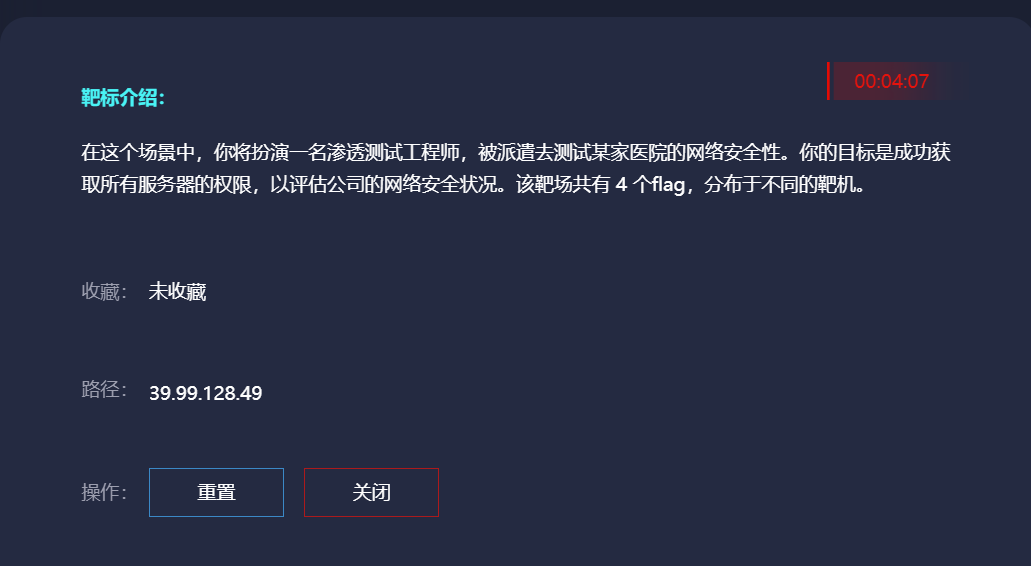 00:04:07
靶标介绍：
在这个场景中，你将扮演一名渗透测试工程师，被派遣去测试某家医院的网络安全性。你的目标是成功获
取所有服务器的权限，以评估公司的网络安全状况。该靶场共有 4 个flag，分布于不同的靶机。
收藏： 未收藏
路径： 39.99.128.49
操作： 重置 关闭